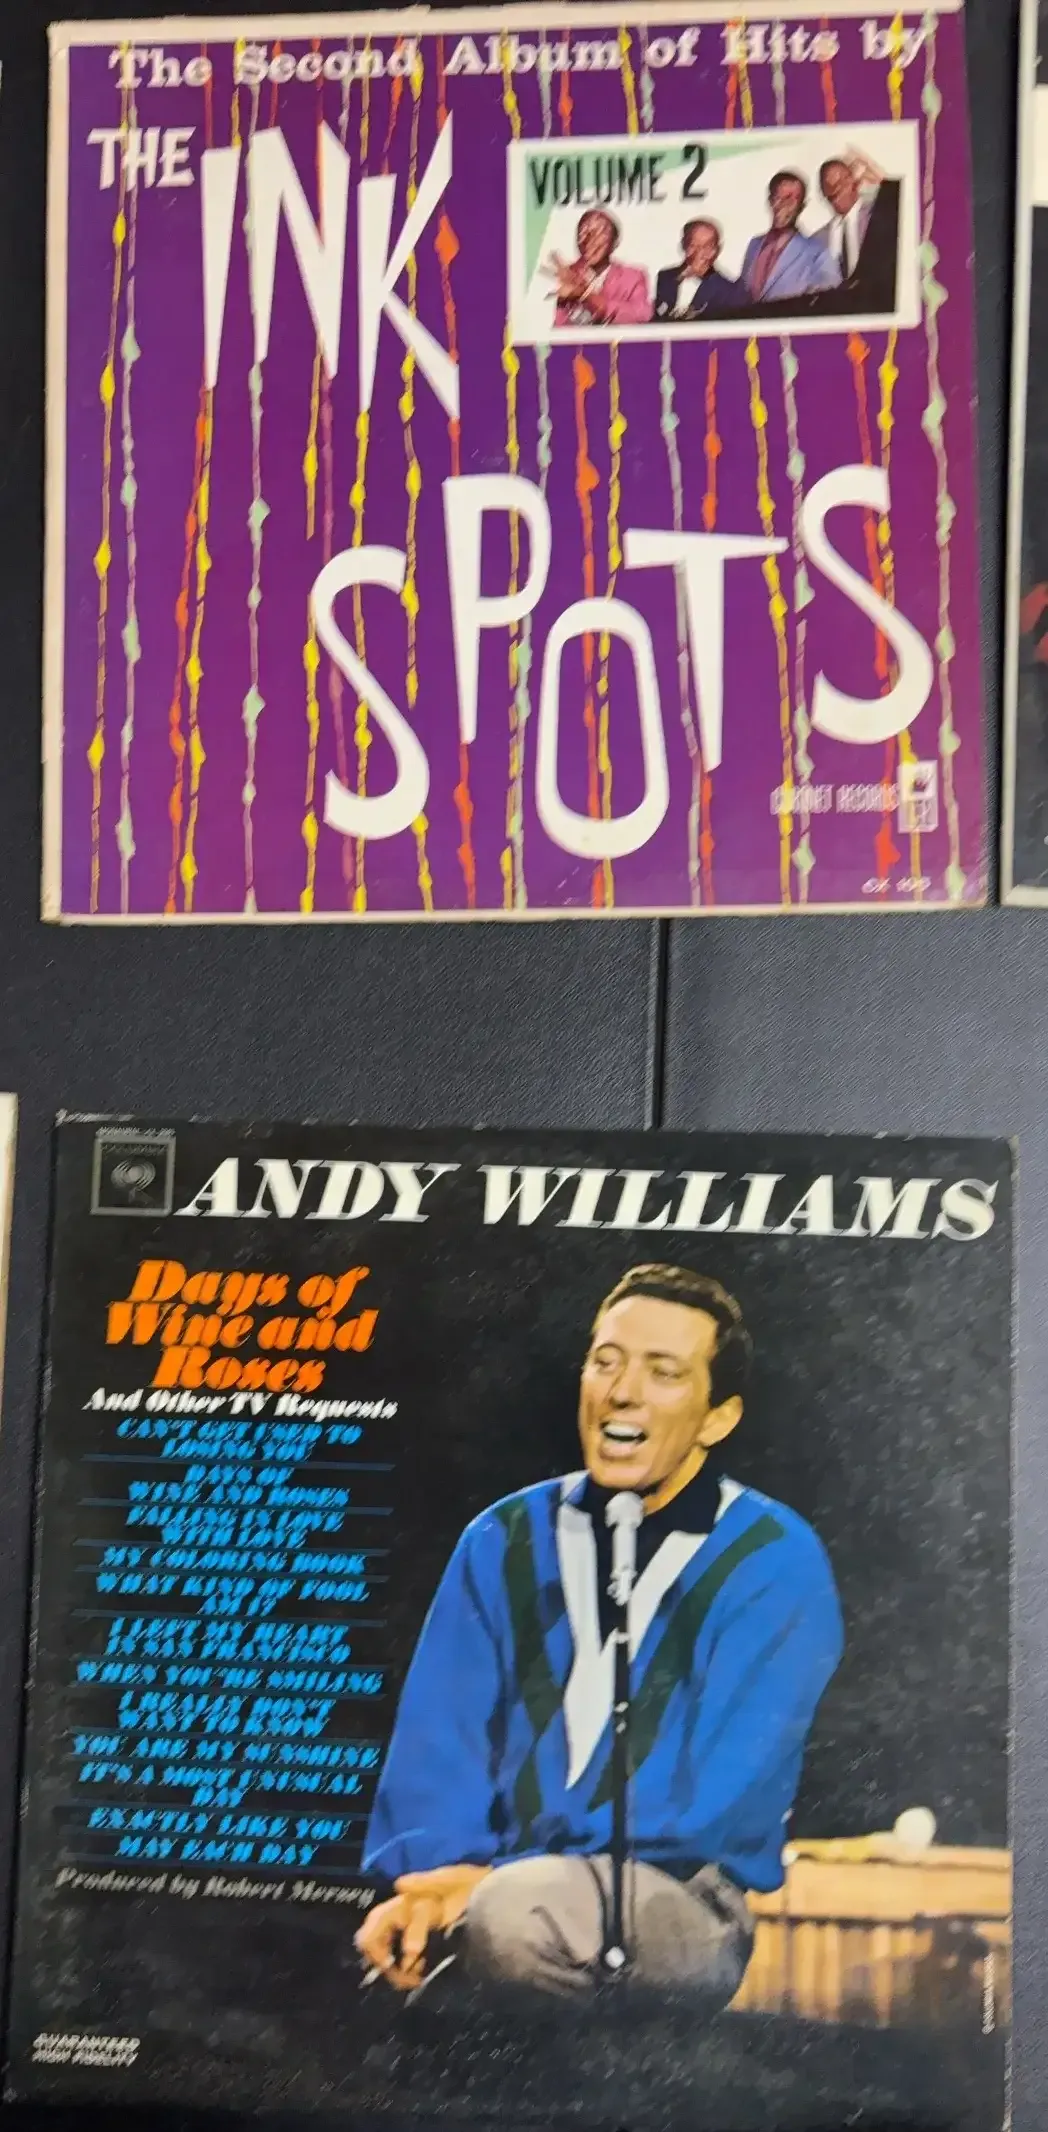 The Second Album of Hits by
THE INK
VOLUME 2
SPOTS
CORONET RECORDS
ANDY WILLIAMS
Days of
Wine and
Roses
And Other TV Requests
CAN'T GET USED TO
LOSING YOU
DAYS OF
WINE AND ROSES
FALLING IN LOVE
WITH LOVE
MY COLORING BOOK
WHAT KIND OF FOOL
AM I?
I LEFT MY HEART
IN SAN FRANCISCO
WHEN YOU'RE SMILING
I REALLY DON'T
WANT TO KNOW
YOU ARE MY SUNSHINE
IT'S A MOST UNUSUAL
DAY
EXACTLY LIKE YOU
MAY EACH DAY
Produced by Robert Mersey
GUARANTEED
HIGH FIDELITY